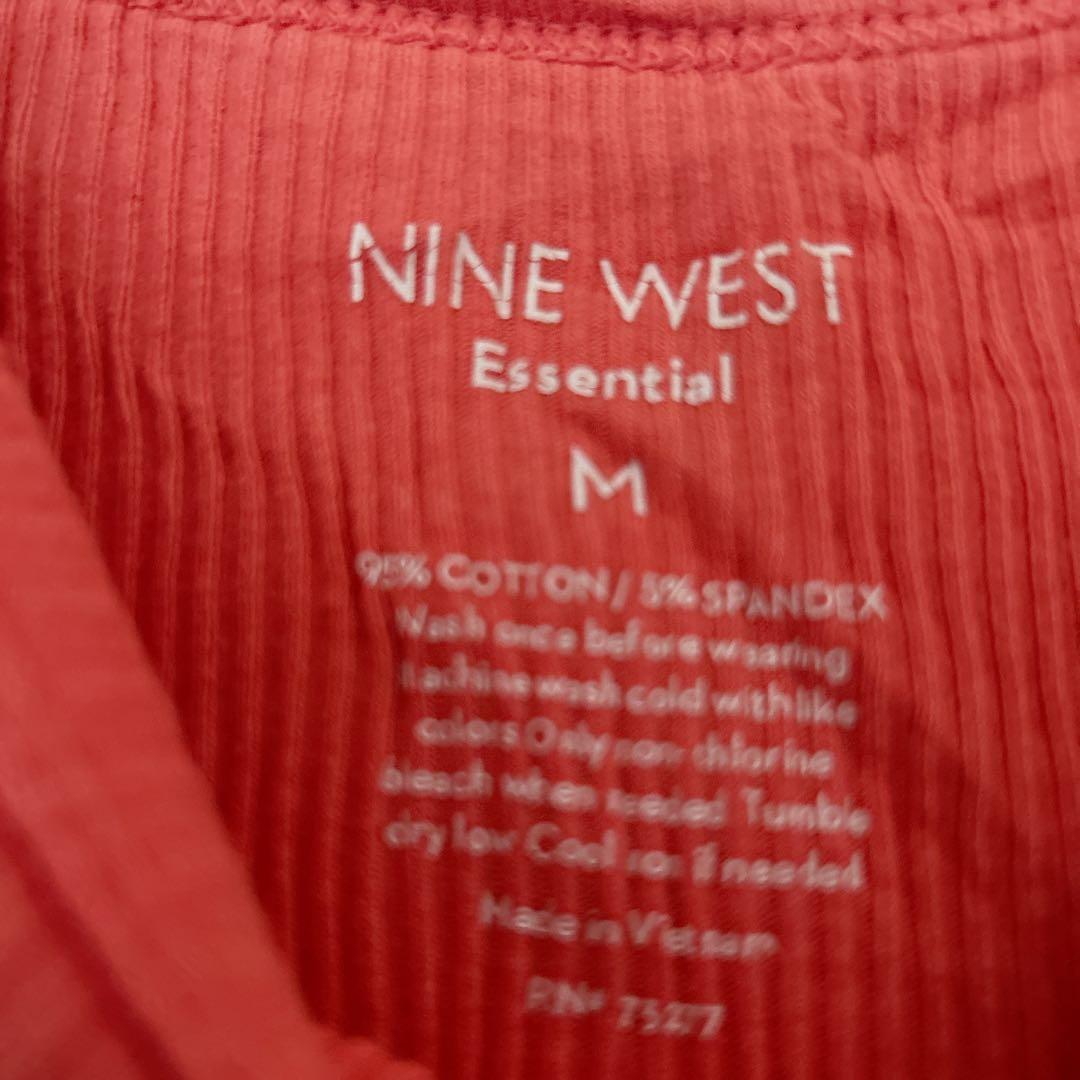 NINE WEST
Essential
M
95% COTTON / 5% SPANDEX
Wash once before wearing
Machine wash cold with like
colors Only non-chlorine
bleach when needed Tumble
dry low Cool iron if needed
Made in Vietnam
RN# 75277